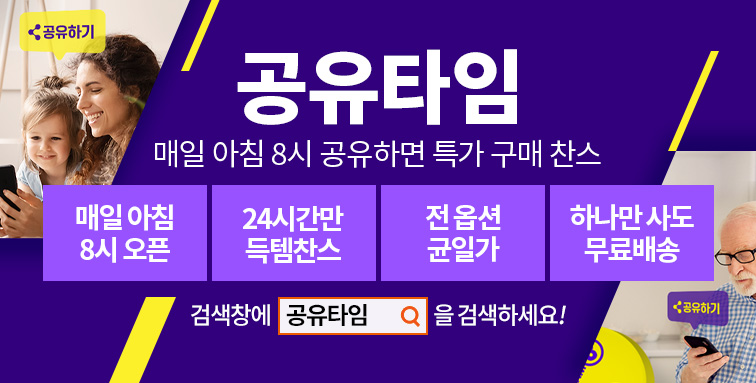 공유하기
공유타임
매일 아침 8시 공유하면 특가 구매 찬스
매일 아침
8시 오픈
24시간만
득템찬스
전 옵션
균일가
하나만 사도
무료배송
검색창에 공유타임 을 검색하세요!
공유하기